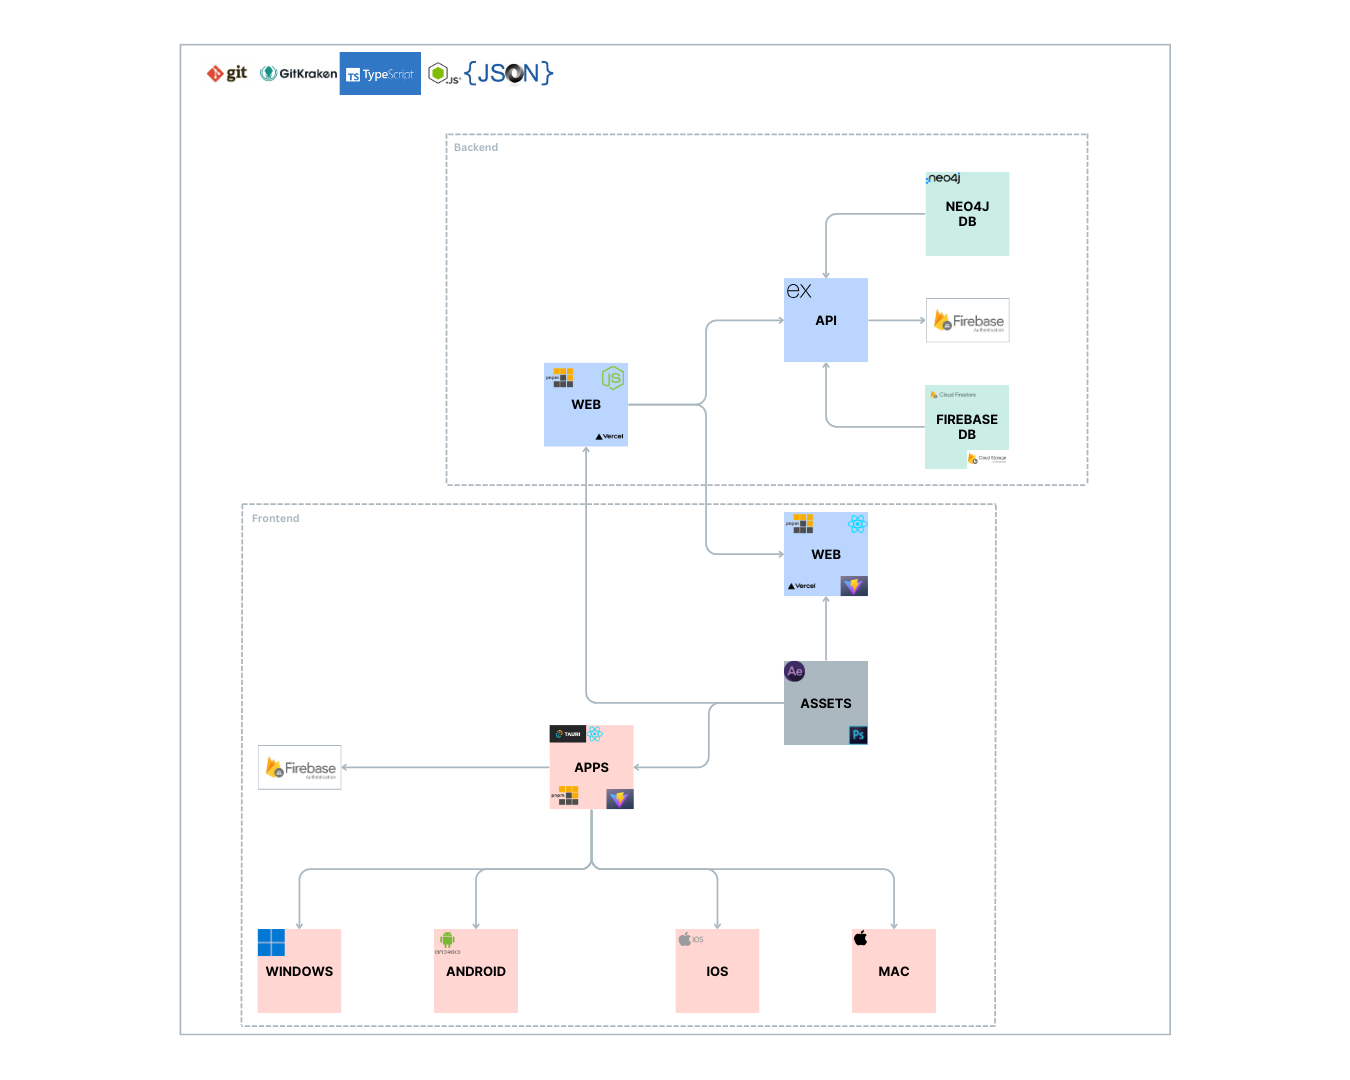 git
GitKraken
TS TypeScript
JS
{JSON}
Backend
neo4j
NEO4J
DB
ex
API
Firebase
Authentication
pnpm
JS
WEB
Vercel
Cloud Firestore
FIREBASE
DB
Cloud Storage
Frontend
pnpm
WEB
Vercel
Ae
ASSETS
Ps
TAURI
APPS
pnpm
Firebase
Authentication
WINDOWS
ANDROID
ANDROID
iOS
IOS
MAC